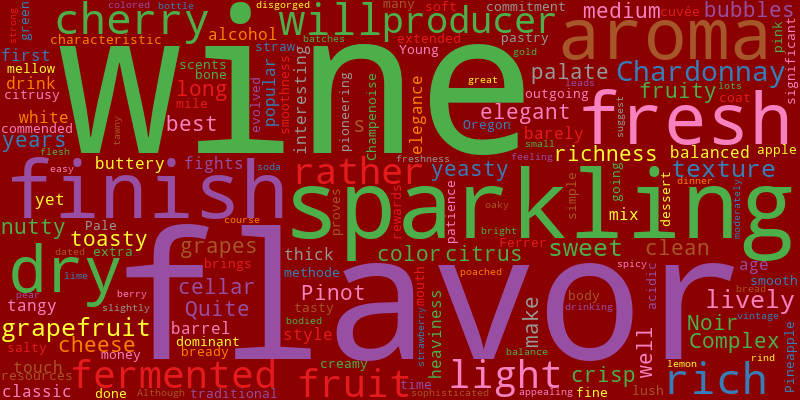 strong
green
colored
bottle
disgorged
many
soft
commitment
cuvée
bubbles
cherry
will
producer
medium
pink
significant
first
characteristic
alcohol
batches
extended
pastry
gold
aroma
wine
mellow
drink
citrusy
scents
bone
straw
popular
smoothness
interesting
Young
great
palate
Chardonnay
long
mile
evolved
pioneering
Champenoise
elegance
outgoing
leads
fruity
lots
coat
white
commended
years
best
s
elegant
Oregon
barely
suggest
fresh
flesh
tawny
buttery
fights
soda
freshness
feeling
small
richness
balanced
apple
easy
finish
rather
yeasty
texture
yet
proves
rewards
patience
oaky
simple
going
mix
dessert
dinner
moderately
sparkling
nutty
Pale
toasty
course
bright
dated
extra
grapes
thick
color
citrus
Ferrer
sweet
clean
dry
lime
brings
methode
poached
spicy
age
smooth
flavor
pear
berry
slightly
cellar
Quite
Pinot
tasty
mouth
heaviness
body
drinking
acidic
bread
lively
tangy
vintage
grapefruit
barrel
dominant
bodied
style
strawberry
make
Noir
Complex
salty
cheese
bready
money
creamy
balance
well
lemon
rind
Pineapple
touch
resources
fermented
fruit
time
light
crisp
rich
classic
done
Although
traditional
sophisticated
appealing
fine
lush